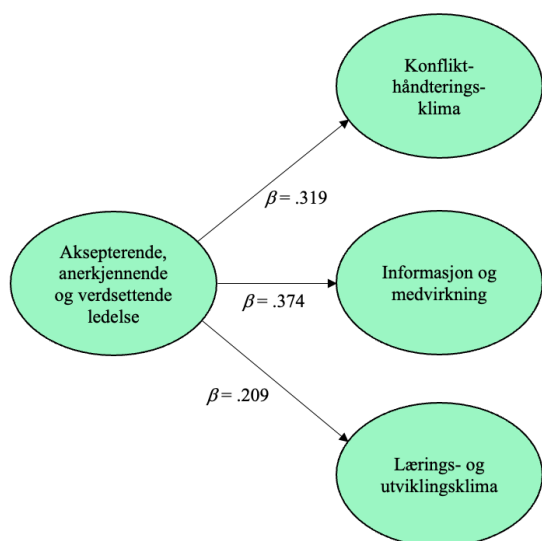 Konflikt-
håndterings-
klima
β = .319
Aksepterende,
anerkjennende
og verdsettende
ledelse
β = .374
Informasjon og
medvirkning
β = .209
Lærings- og
utviklingsklima